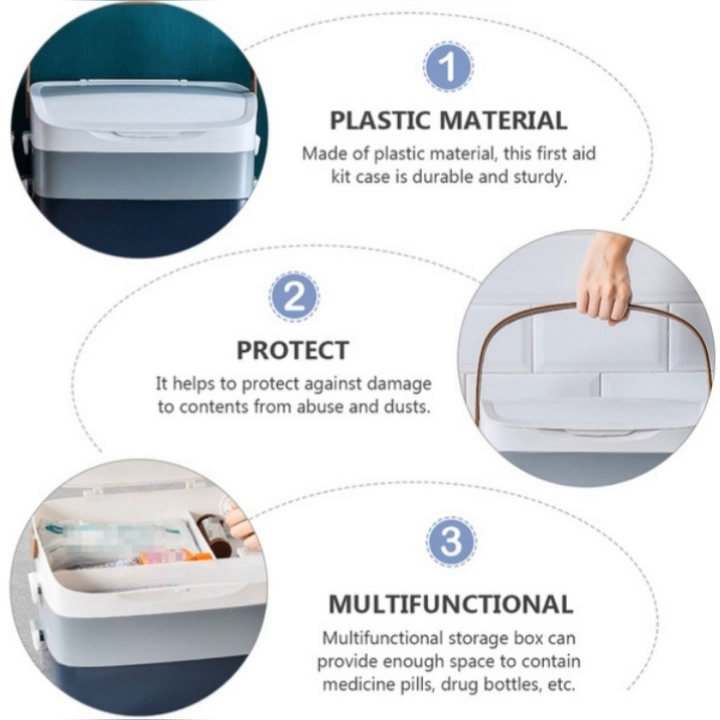 1
PLASTIC MATERIAL
Made of plastic material, this first aid
kit case is durable and sturdy.
2
PROTECT
It helps to protect against damage
to contents from abuse and dusts.
3
MULTIFUNCTIONAL
Multifunctional storage box can
provide enough space to contain
medicine pills, drug bottles, etc.